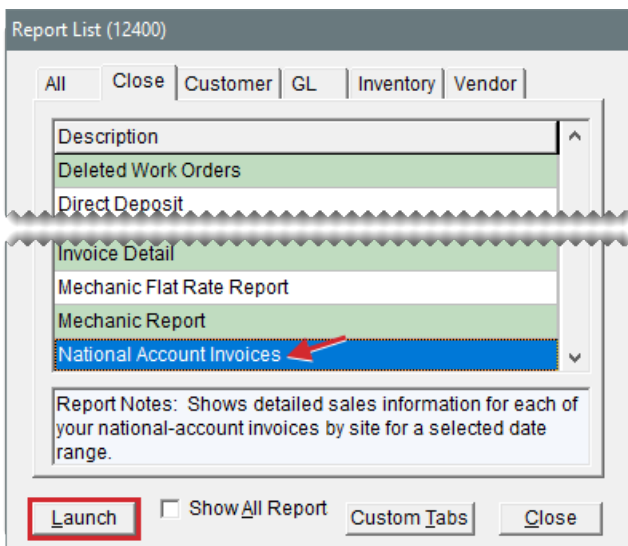 Report List (12400)
All Close Customer GL Inventory Vendor
Description
Deleted Work Orders
Direct Deposit
Invoice Detail
Mechanic Flat Rate Report
Mechanic Report
National Account Invoices
Report Notes: Shows detailed sales information for each of
your national-account invoices by site for a selected date
range.
Launch Show All Report Custom Tabs Close